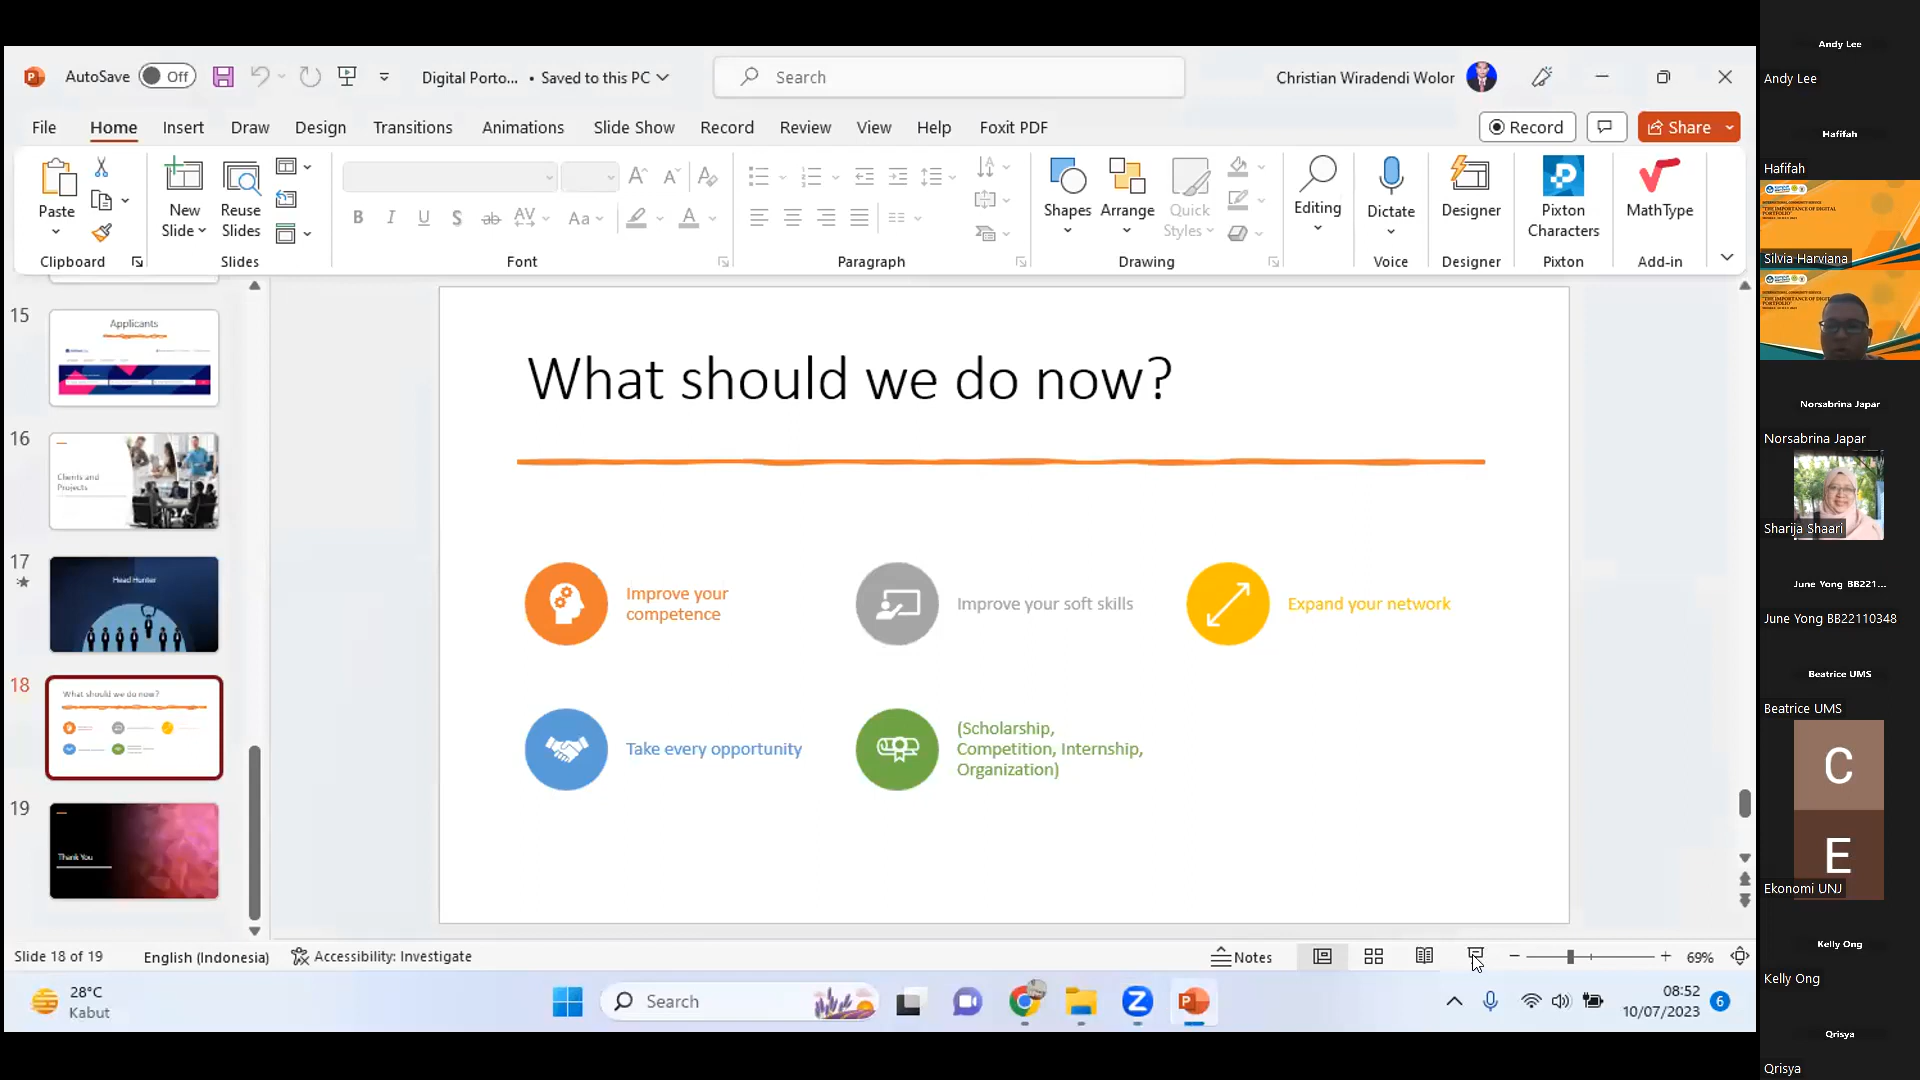 AutoSave
Off
Digital Porto... • Saved to this PC
Search
Christian Wiradendi Wolor
File
Home
Insert
Draw
Design
Transitions
Animations
Slide Show
Record
Review
View
Help
Foxit PDF
Record
Share
Paste
New
Slide
Reuse
Slides
Clipboard
Slides
Font
Paragraph
Shapes
Arrange
Quick
Styles
Drawing
Editing
Dictate
Voice
Designer
Designer
Pixton
Characters
Pixton
MathType
Add-in
15
Applicants
16
Clients and
Projects
17
Head Hunter
18
What should we do now?
19
Thank You
What should we do now?
Improve your
competence
Improve your soft skills
Expand your network
Take every opportunity
(Scholarship,
Competition, Internship,
Organization)
Slide 18 of 19
English (Indonesia)
Accessibility: Investigate
Notes
69%
28°C
Kabut
Search
08:52
10/07/2023
6
Andy Lee
Andy Lee
Hafifah
Hafifah
"THE IMPORTANCE OF DIGITAL
PORTFOLIO"
Silvia Harviana
Norsabrina Japar
Norsabrina Japar
Sharija Shaari
June Yong BB221...
June Yong BB22110348
Beatrice UMS
Beatrice UMS
C
E
Ekonomi UNJ
Kelly Ong
Kelly Ong
Qrisya
Qrisya